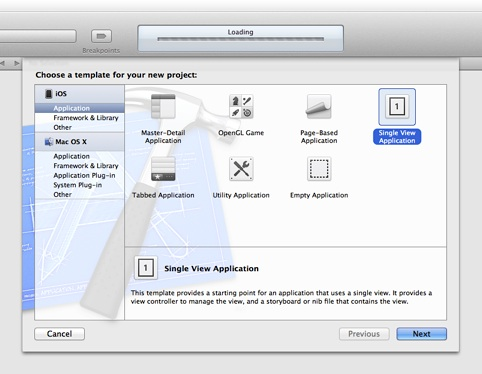 Loading
Breakpoints
Choose a template for your new project:
iOS
Application
Framework & Library
Other
Mac OS X
Application
Framework & Library
Application Plug-in
System Plug-in
Other
Master-Detail
Application
OpenGL Game
Page-Based
Application
1
Single View
Application
Tabbed Application
Utility Application
Empty Application
1
Single View Application
This template provides a starting point for an application that uses a single view. It provides a
view controller to manage the view, and a storyboard or nib file that contains the view.
Cancel
Previous
Next